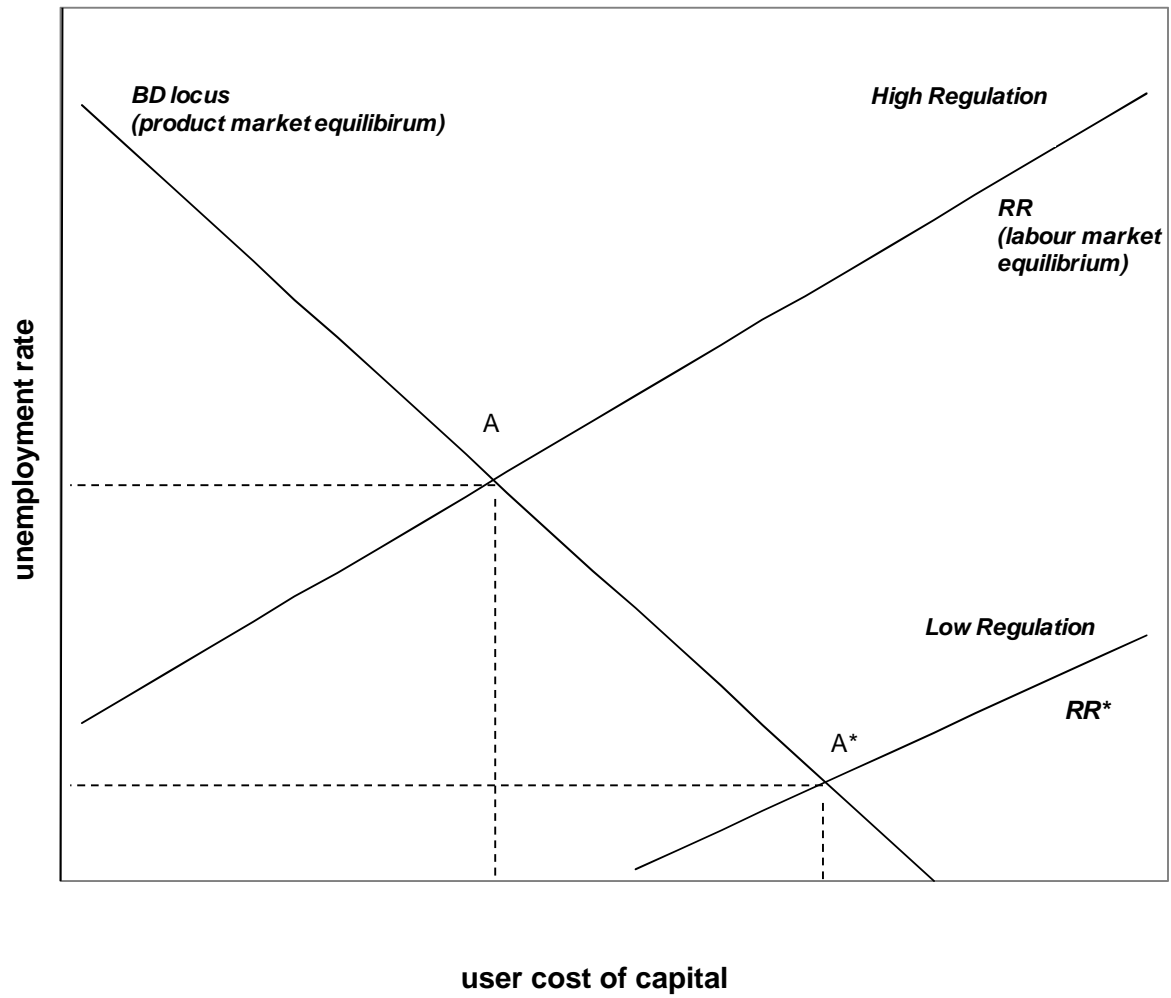 BD locus
(product market equilibirum)
High Regulation
RR
(labour market
equilibrium)
A
unemployment rate
Low Regulation
RR*
A*
user cost of capital